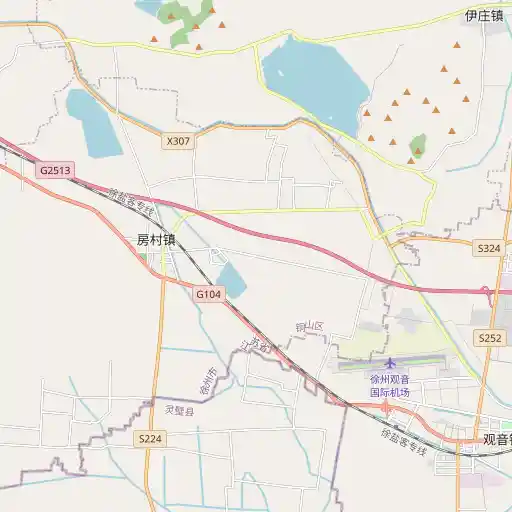 伊庄镇
X307
G2513
徐盐客专线
房村镇
S324
G104
铜山区
江苏省
S252
徐州观音
国际机场
徐州市
灵璧县
S224
徐盐客专线
观音